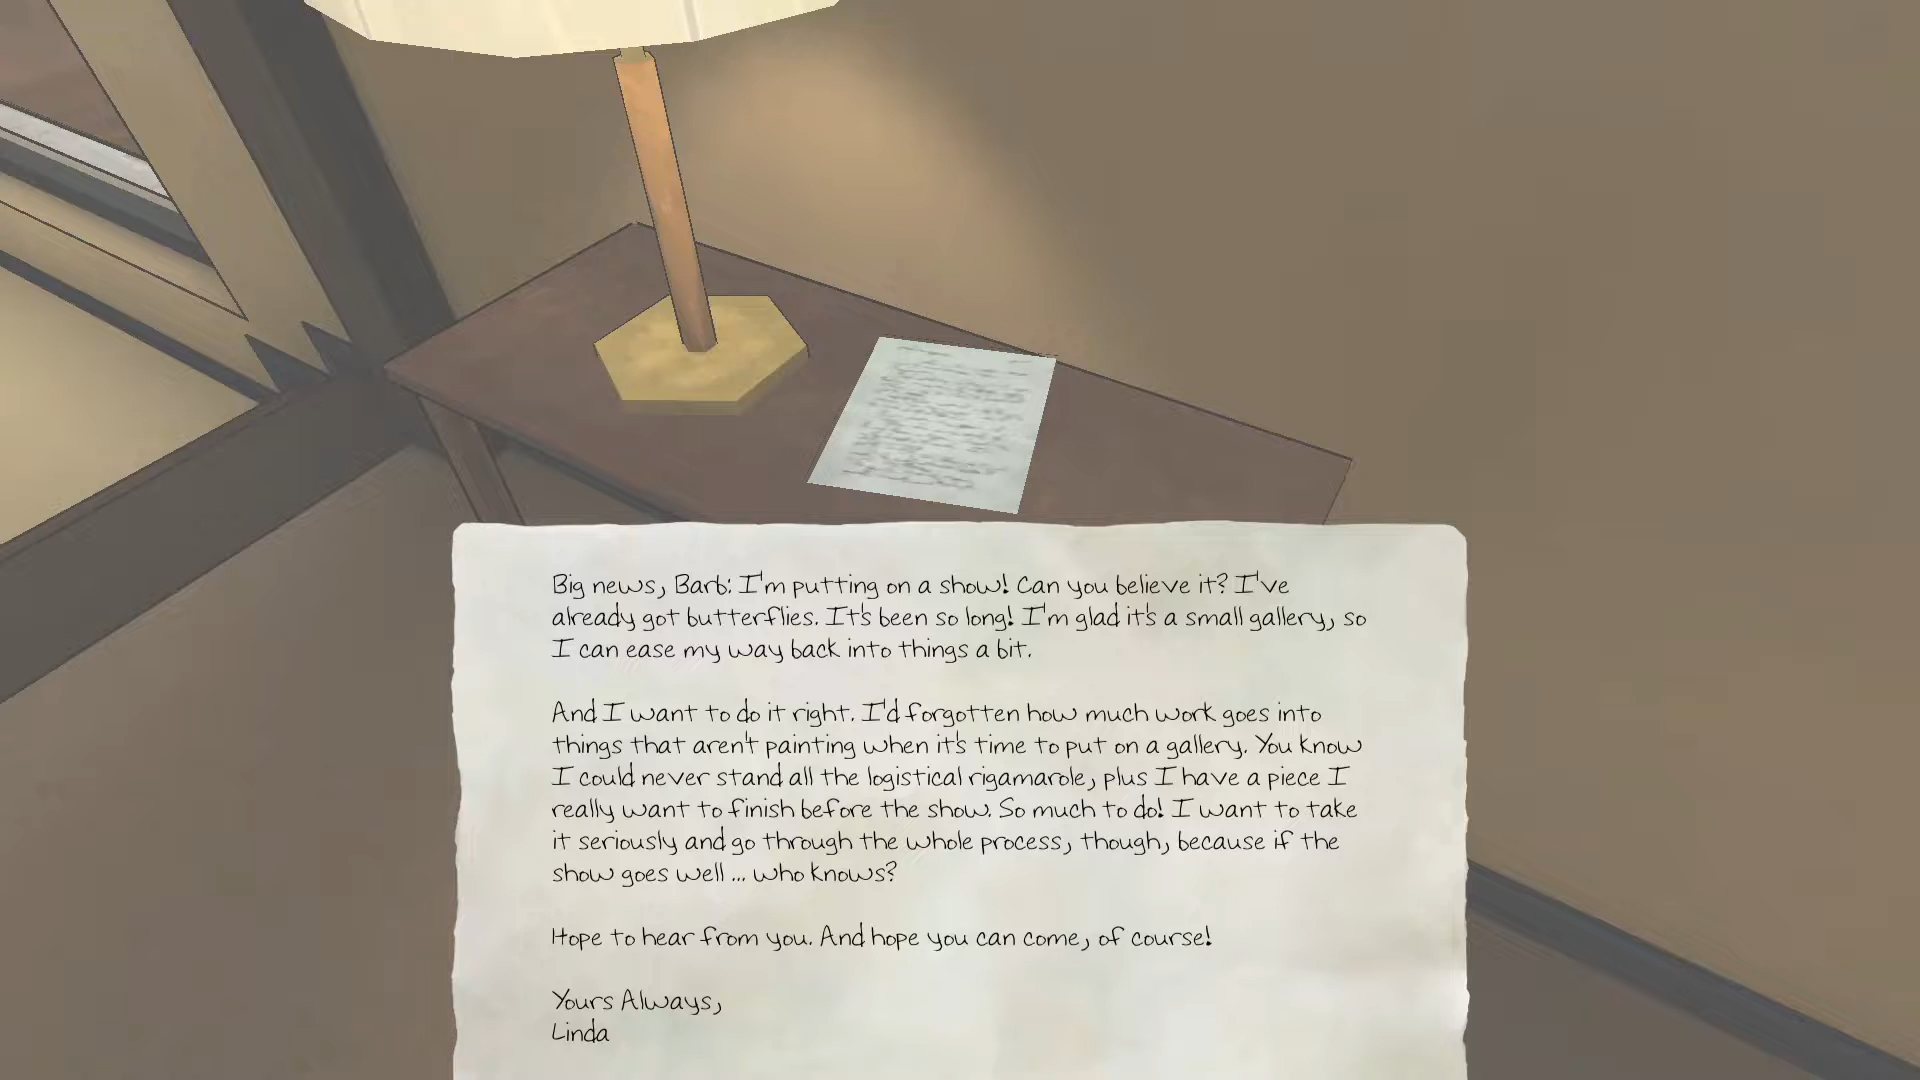 Big news, Barb: I'm putting on a show! Can you believe it? I've
already got butterflies. It's been so long! I'm glad it's a small gallery, so
I can ease my way back into things a bit.
And I want to do it right. I'd forgotten how much work goes into
things that aren't painting when it's time to put on a gallery. You know
I could never stand all the logistical rigamarole, plus I have a piece I
really want to finish before the show. So much to do! I want to take
it seriously and go through the whole process, though, because if the
show goes well ... who knows?
Hope to hear from you. And hope you can come, of course!
Yours Always,
Linda